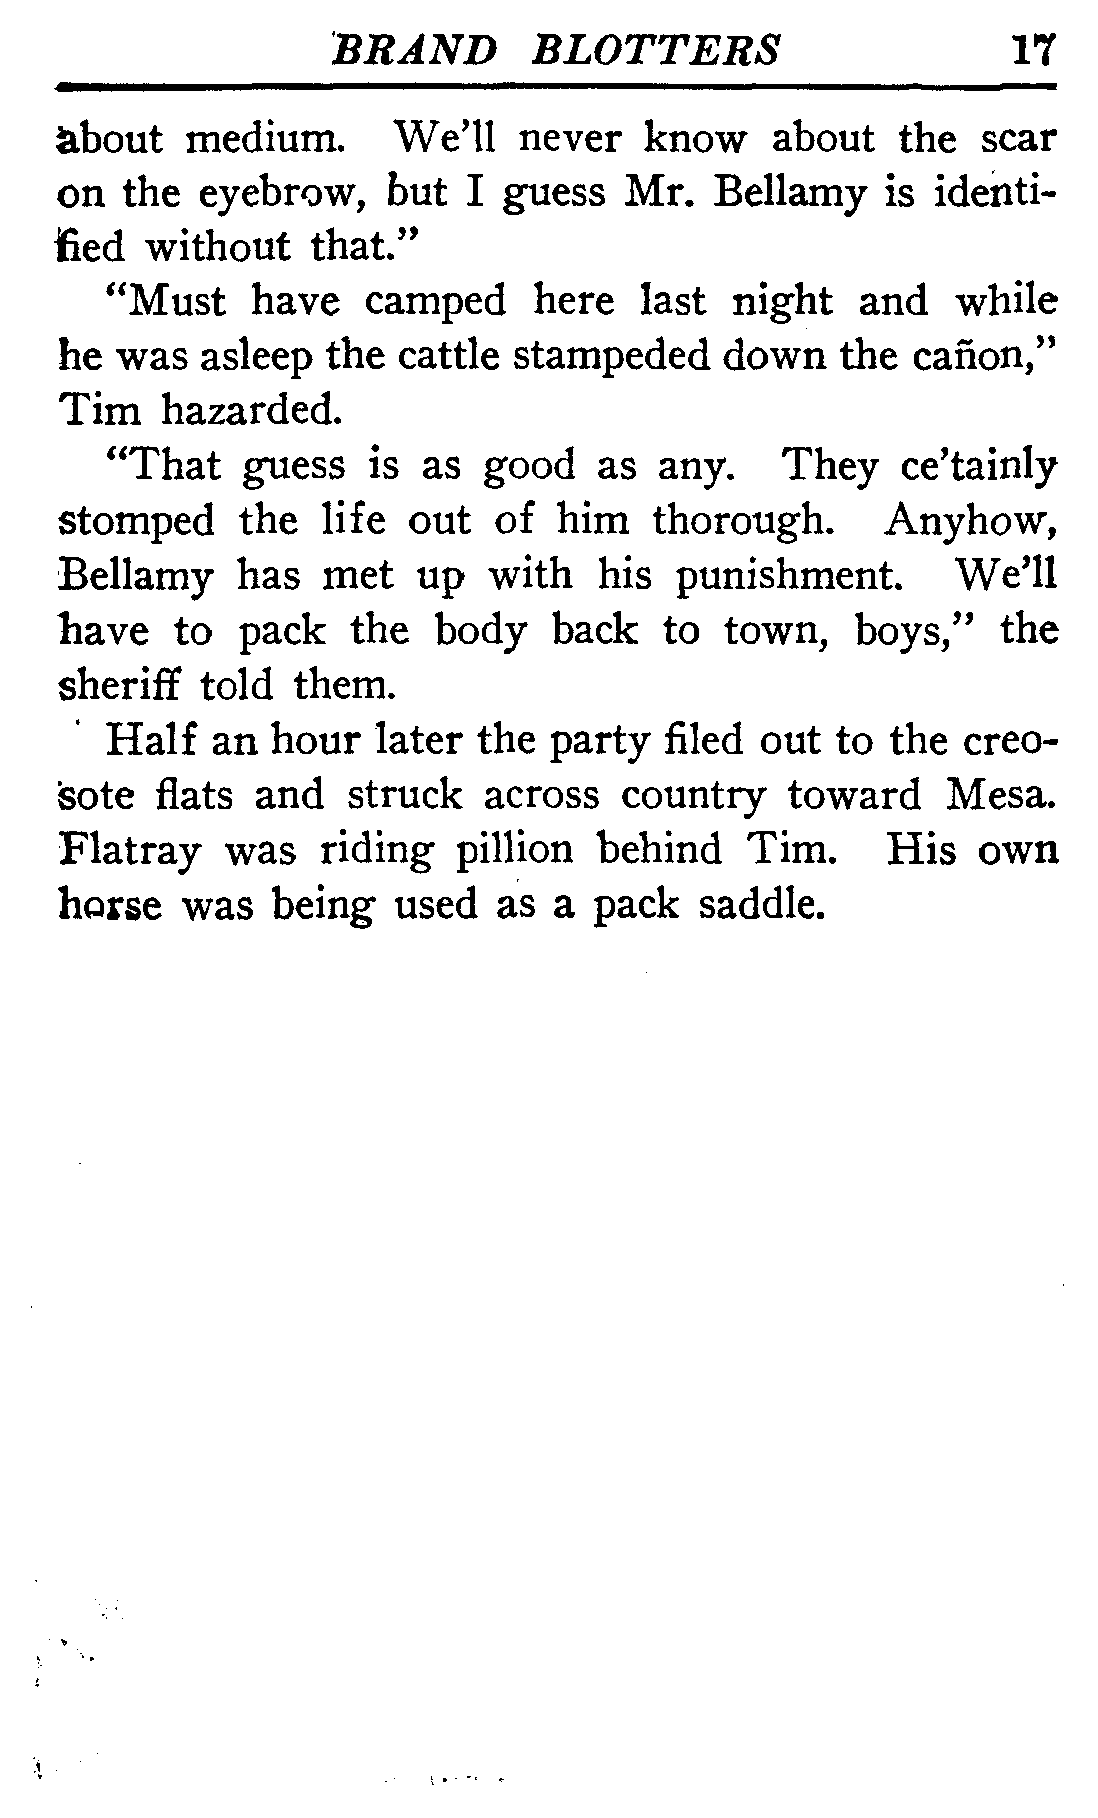 BRAND BLOTTERS 17
about medium. We'll never know about the scar
on the eyebrow, but I guess Mr. Bellamy is identi-
fied without that."
"Must have camped here last night and while
he was asleep the cattle stampeded down the cañon,"
Tim hazarded.
"That guess is as good as any. They ce'tainly
stomped the life out of him thorough. Anyhow,
Bellamy has met up with his punishment. We'll
have to pack the body back to town, boys," the
sheriff told them.
Half an hour later the party filed out to the creo-
sote flats and struck across country toward Mesa.
Flatray was riding pillion behind Tim. His own
horse was being used as a pack saddle.